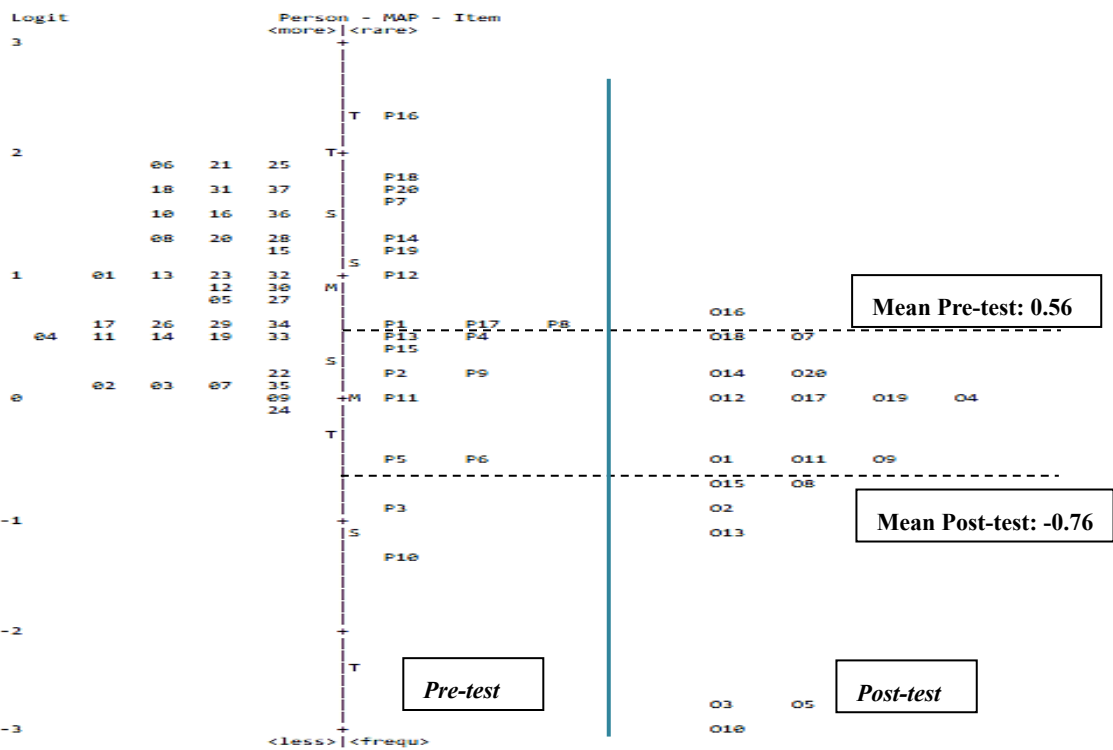 Logit Person - MAP - Item
<more>|<rare>
3 +
|
T P16
2 T+
06 21 25
P18
18 31 37 P20
P7
10 16 36 S
08 20 28 P14
15 P19
S
1 01 13 23 32 + P12
12 30 M
05 27
Mean Pre-test: 0.56
O16
17 26 29 34 P1 P17 P8
04 11 14 19 33 P13 P4 O18 O7
P15
S
22 P2 P9 O14 O20
02 03 07 35
0 09 +M P11 O12 O17 O19 O4
24
T
P5 P6 O1 O11 O9
O15 O8
P3 O2
-1 +
Mean Post-test: -0.76
S O13
P10
-2 +
T
Pre-test Post-test
O3 O5
-3 + O10
<less>|<frequ>